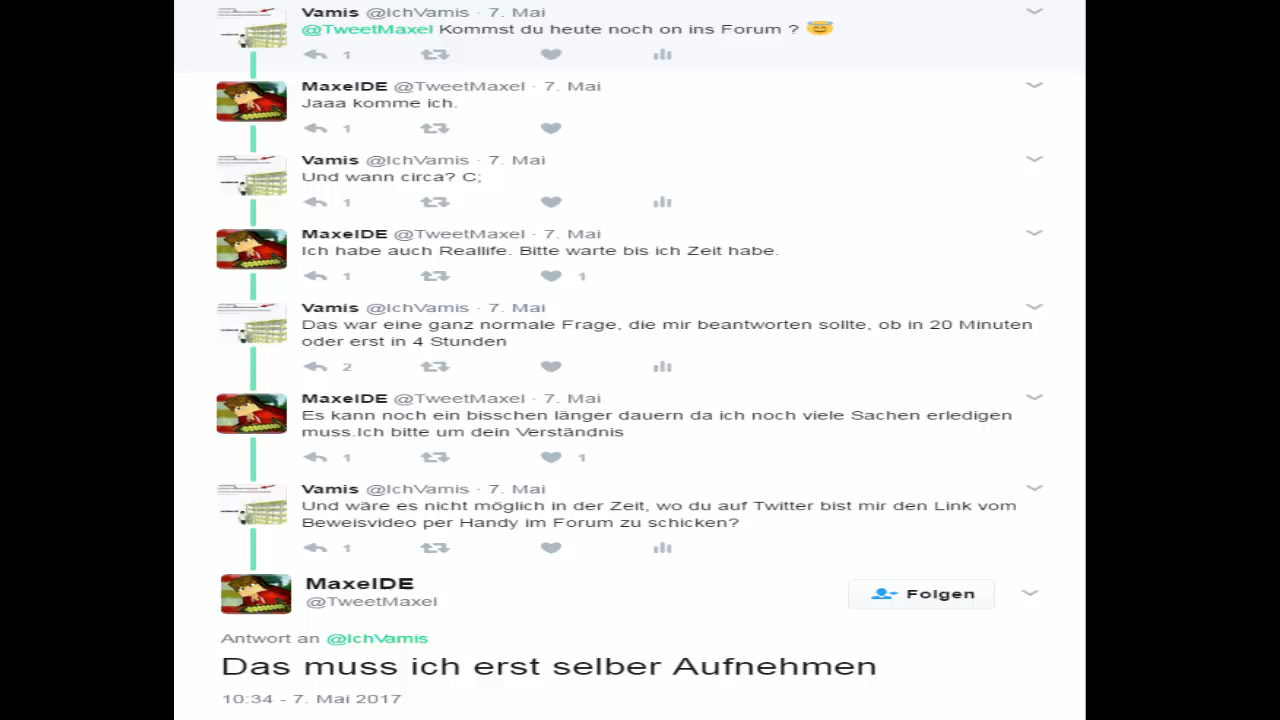 Vamis @IchVamis · 7. Mai
@TweetMaxel Kommst du heute noch on ins Forum ? 😇
1
MaxelDE @TweetMaxel · 7. Mai
Jaaa komme ich.
1
Vamis @IchVamis · 7. Mai
Und wann circa? C;
1
MaxelDE @TweetMaxel · 7. Mai
Ich habe auch Reallife. Bitte warte bis ich Zeit habe.
1 1
Vamis @IchVamis · 7. Mai
Das war eine ganz normale Frage, die mir beantworten sollte, ob in 20 Minuten
oder erst in 4 Stunden
2
MaxelDE @TweetMaxel · 7. Mai
Es kann noch ein bisschen länger dauern da ich noch viele Sachen erledigen
muss.Ich bitte um dein Verständnis
1 1
Vamis @IchVamis · 7. Mai
Und wäre es nicht möglich in der Zeit, wo du auf Twitter bist mir den Link vom
Beweisvideo per Handy im Forum zu schicken?
1
MaxelDE
@TweetMaxel
Folgen
Antwort an @IchVamis
Das muss ich erst selber Aufnehmen
10:34 - 7. Mai 2017